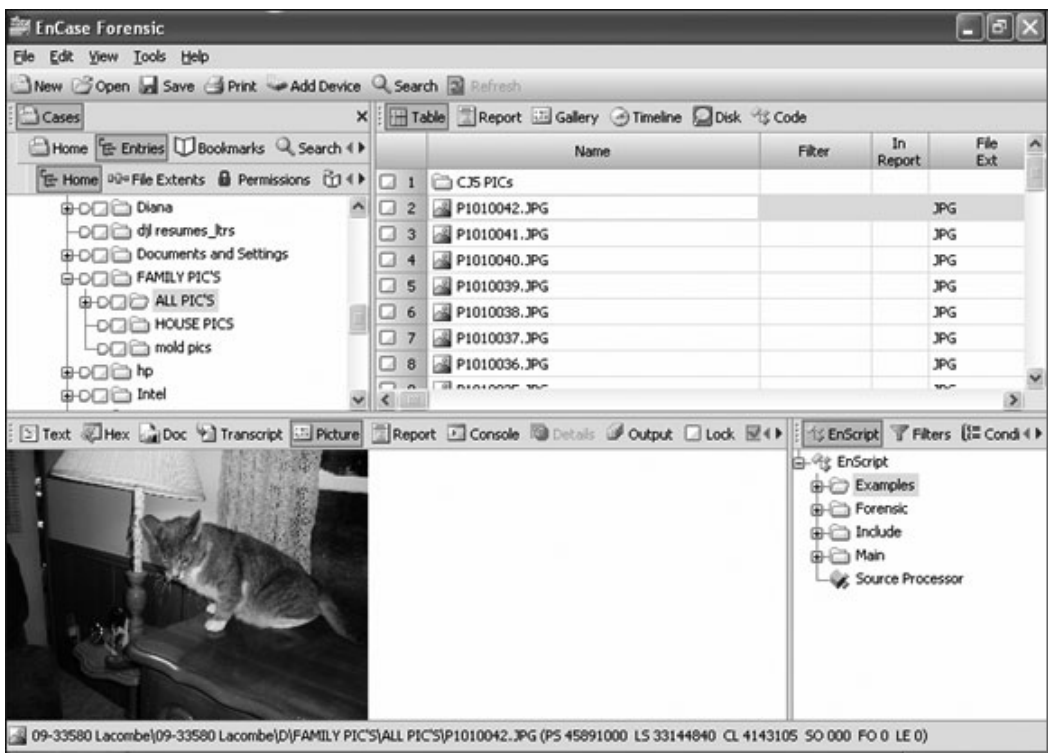 EnCase Forensic
File Edit View Tools Help
New Open Save Print Add Device Search Refresh
Cases
Table Report Gallery Timeline Disk Code
Home Entries Bookmarks Search
Home File Extents Permissions
Name Filter In Report File Ext
Diana
djl resumes_ltrs
Documents and Settings
FAMILY PIC'S
ALL PIC'S
HOUSE PICS
mold pics
hp
Intel
1 CJ5 PICs
2 P1010042.JPG JPG
3 P1010041.JPG JPG
4 P1010040.JPG JPG
5 P1010039.JPG JPG
6 P1010038.JPG JPG
7 P1010037.JPG JPG
8 P1010036.JPG JPG
Text Hex Doc Transcript Picture Report Console Details Output Lock
EnScript Filters Condi
EnScript
Examples
Forensic
Include
Main
Source Processor
09-33580 Lacombe\09-33580 Lacombe\D\FAMILY PIC'S\ALL PIC'S\P1010042.JPG (PS 45891000 LS 33144840 CL 4143105 SO 000 FO 0 LE 0)